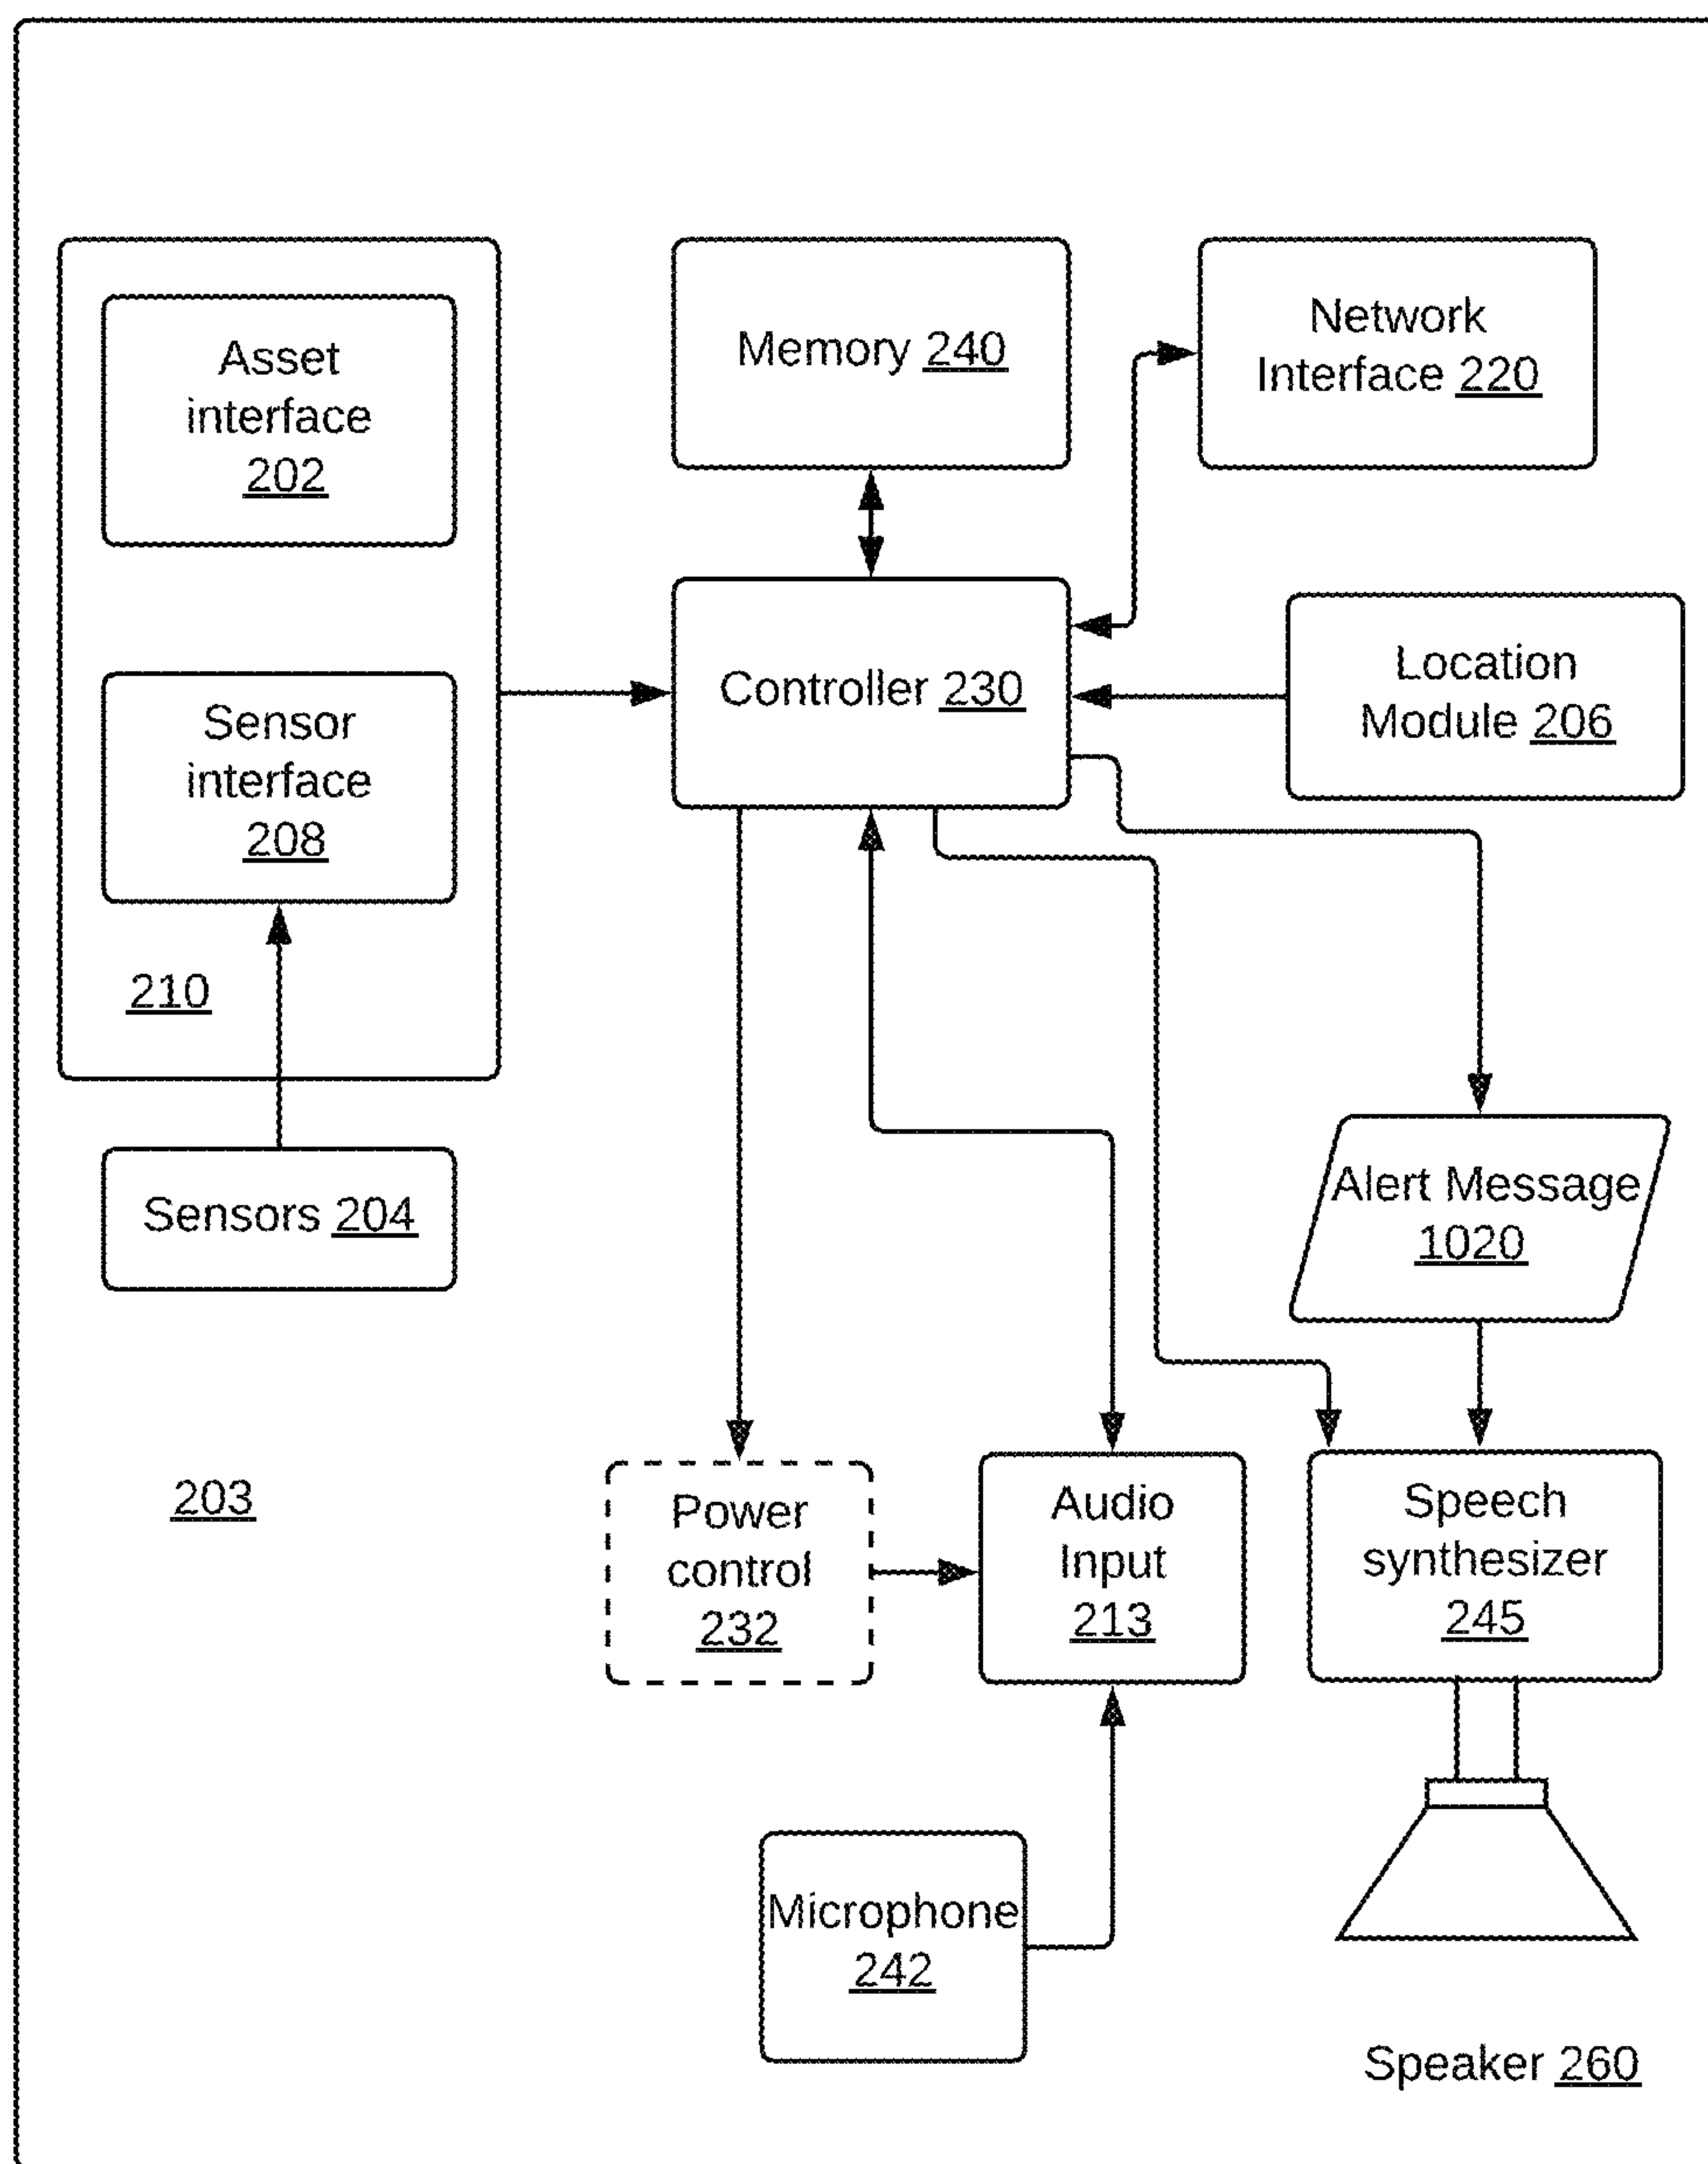 Asset
interface
202
Memory 240
Network
Interface 220
Sensor
interface
208
Controller 230
Location
Module 206
210
Sensors 204
Alert Message
1020
203
Power
control
232
Audio
Input
213
Speech
synthesizer
245
Microphone
242
Speaker 260